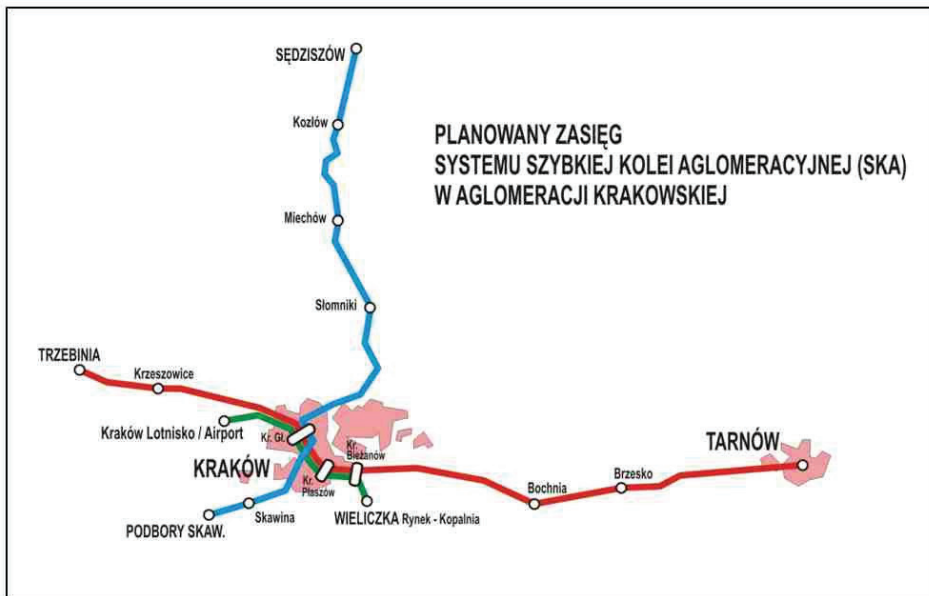 SĘDZISZÓW
Kozłów
PLANOWANY ZASIĘG
SYSTEMU SZYBKIEJ KOLEI AGLOMERACYJNEJ (SKA)
W AGLOMERACJI KRAKOWSKIEJ
Miechów
Słomniki
TRZEBINIA
Krzeszowice
Kraków Lotnisko / Airport
Kr. Gł.
KRAKÓW
Kr.
Bieżanów
Kr.
Płaszów
TARNÓW
Brzesko
Bochnia
Skawina
PODBORY SKAW.
WIELICZKA Rynek - Kopalnia